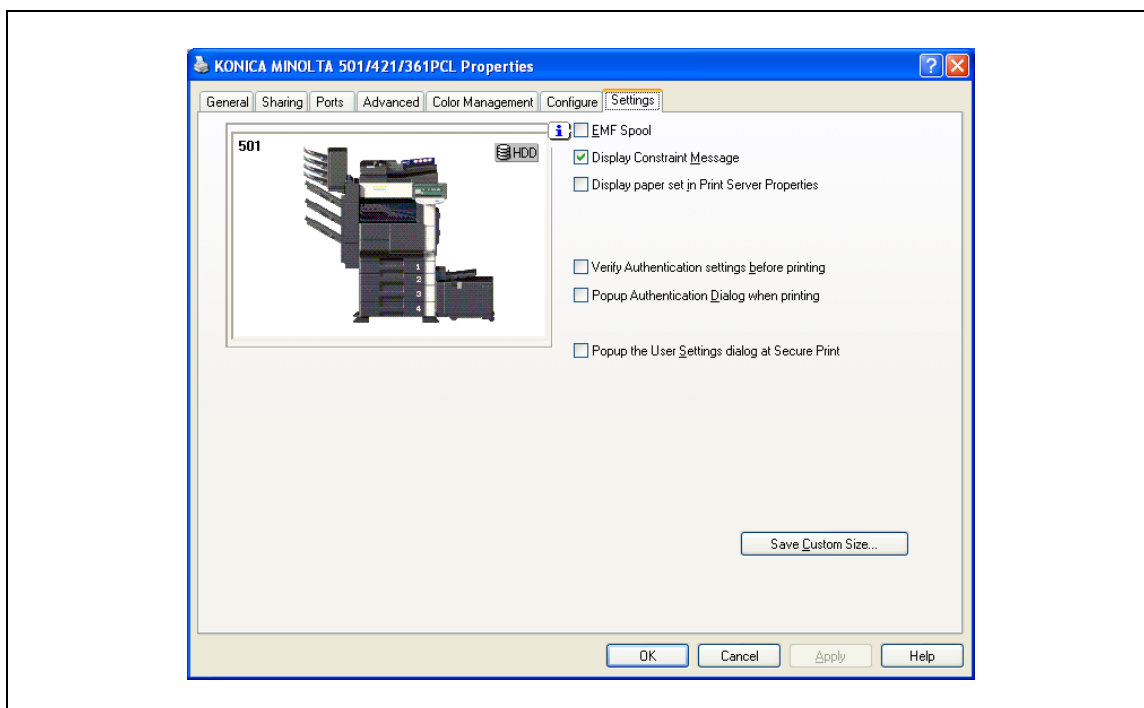 KONICA MINOLTA 501/421/361PCL Properties
General Sharing Ports Advanced Color Management Configure Settings
501
HDD
EMF Spool
Display Constraint Message
Display paper set in Print Server Properties
1
2
3
4
Verify Authentication settings before printing
Popup Authentication Dialog when printing
Popup the User Settings dialog at Secure Print
Save Custom Size...
OK Cancel Apply Help